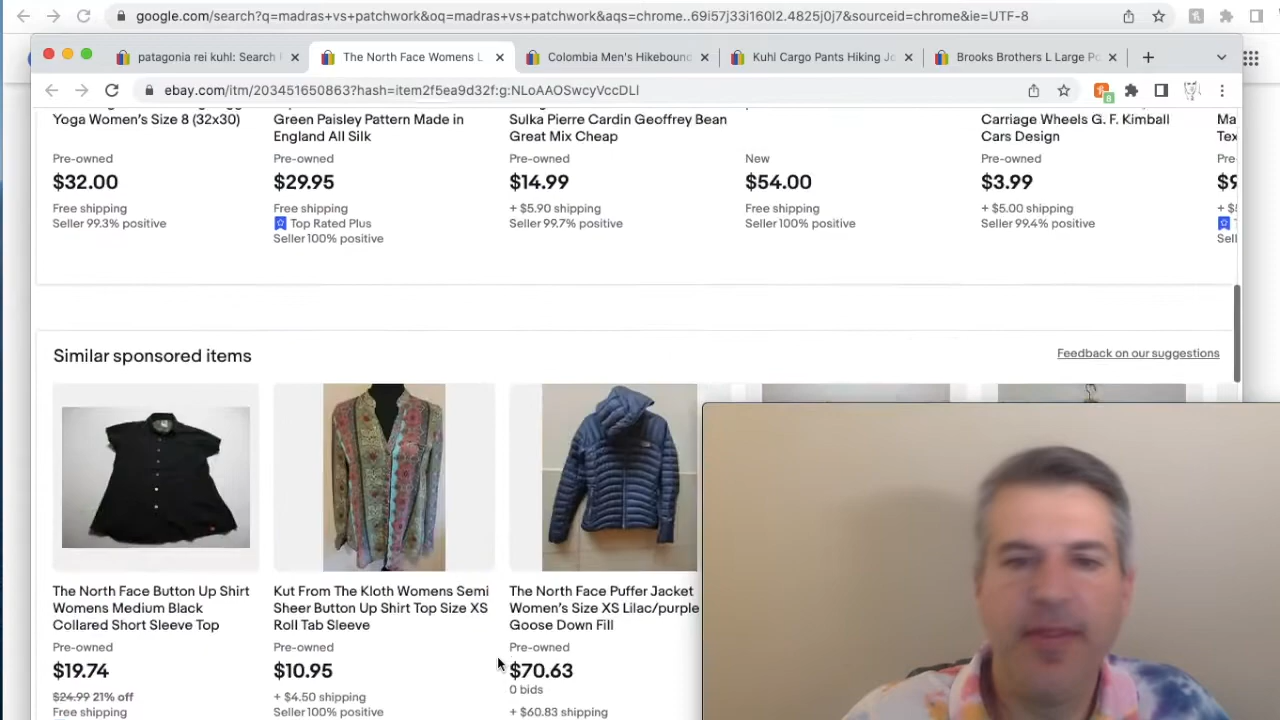 google.com/search?q=madras+vs+patchwork&oq=madras+vs+patchwork&aqs=chrome..69i57j33i160l2.4825j0j7&sourceid=chrome&ie=UTF-8
patagonia rei kuhl: Search
The North Face Womens L
Colombia Men's Hikebound
Kuhl Cargo Pants Hiking Jo
Brooks Brothers L Large Po
ebay.com/itm/203451650863?hash=item2f5ea9d32f:g:NLoAAOSwcyVccDLI
8
Yoga Women's Size 8 (32x30)
Pre-owned
$32.00
Free shipping
Seller 99.3% positive
Green Paisley Pattern Made in
England All Silk
Pre-owned
$29.95
Free shipping
Top Rated Plus
Seller 100% positive
Sulka Pierre Cardin Geoffrey Bean
Great Mix Cheap
Pre-owned
$14.99
+ $5.90 shipping
Seller 99.7% positive
New
$54.00
Free shipping
Seller 100% positive
Carriage Wheels G. F. Kimball
Cars Design
Pre-owned
$3.99
+ $5.00 shipping
Seller 99.4% positive
Ma
Tex
Pre
$9
+ $
Sell
Similar sponsored items
Feedback on our suggestions
The North Face Button Up Shirt
Womens Medium Black
Collared Short Sleeve Top
Pre-owned
$19.74
$24.99 21% off
Free shipping
Kut From The Kloth Womens Semi
Sheer Button Up Shirt Top Size XS
Roll Tab Sleeve
Pre-owned
$10.95
+ $4.50 shipping
Seller 100% positive
The North Face Puffer Jacket
Women's Size XS Lilac/purple
Goose Down Fill
Pre-owned
$70.63
0 bids
+ $60.83 shipping